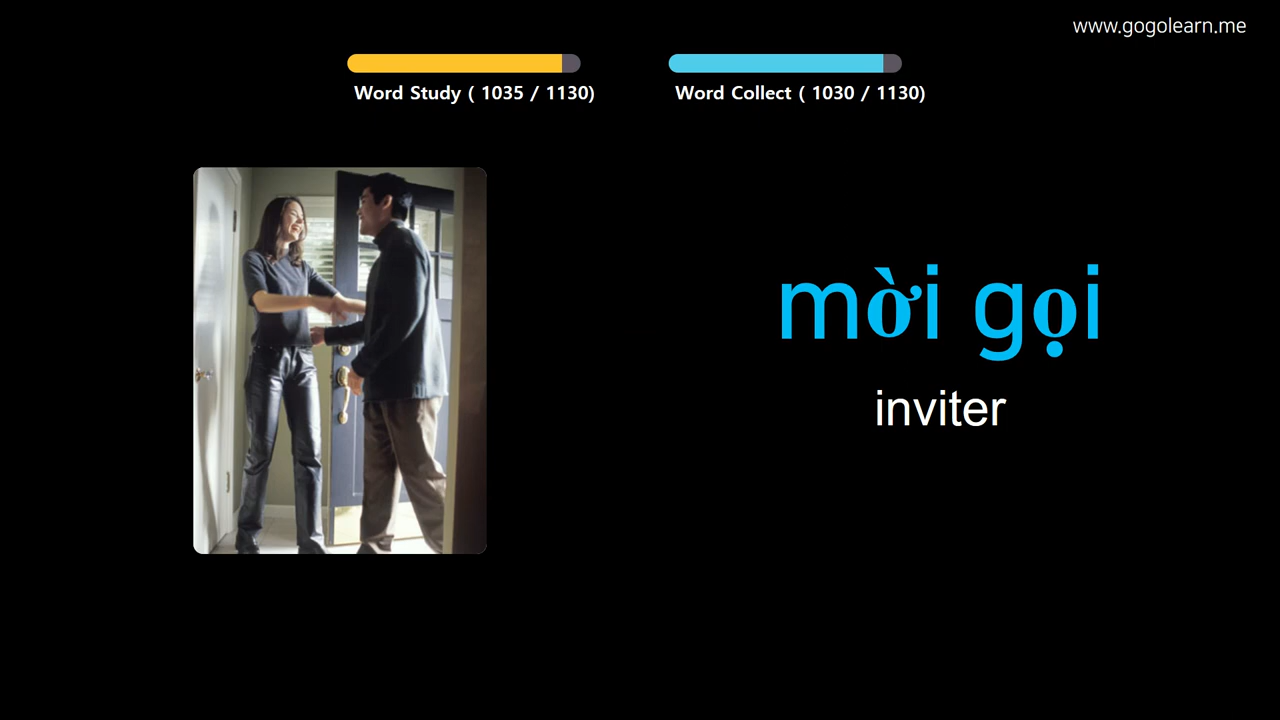 www.gogolearn.me
Word Study ( 1035 / 1130)
Word Collect ( 1030 / 1130)
mời gọi
inviter